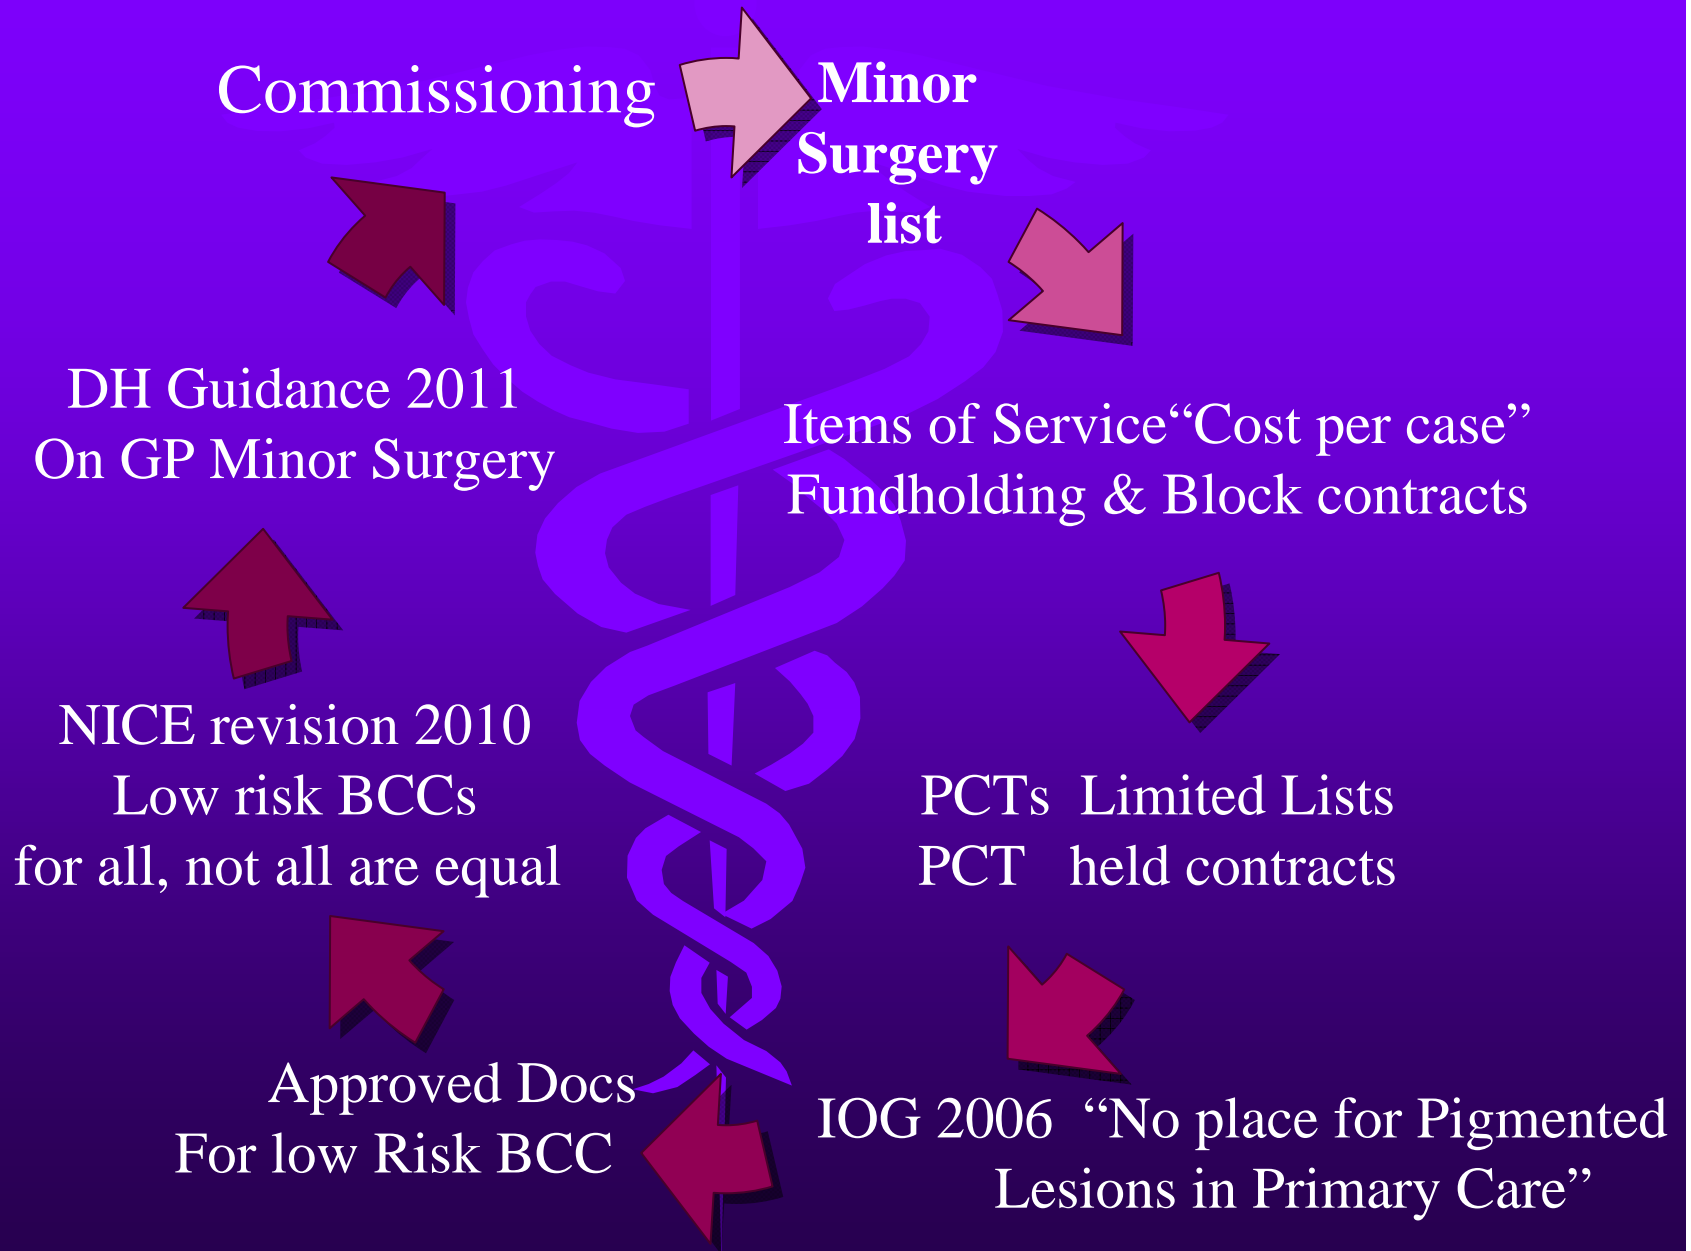 Commissioning
Minor
Surgery
list
Items of Service“Cost per case”
Fundholding & Block contracts
PCTs Limited Lists
PCT held contracts
IOG 2006 “No place for Pigmented
Lesions in Primary Care”
Approved Docs
For low Risk BCC
NICE revision 2010
Low risk BCCs
for all, not all are equal
DH Guidance 2011
On GP Minor Surgery